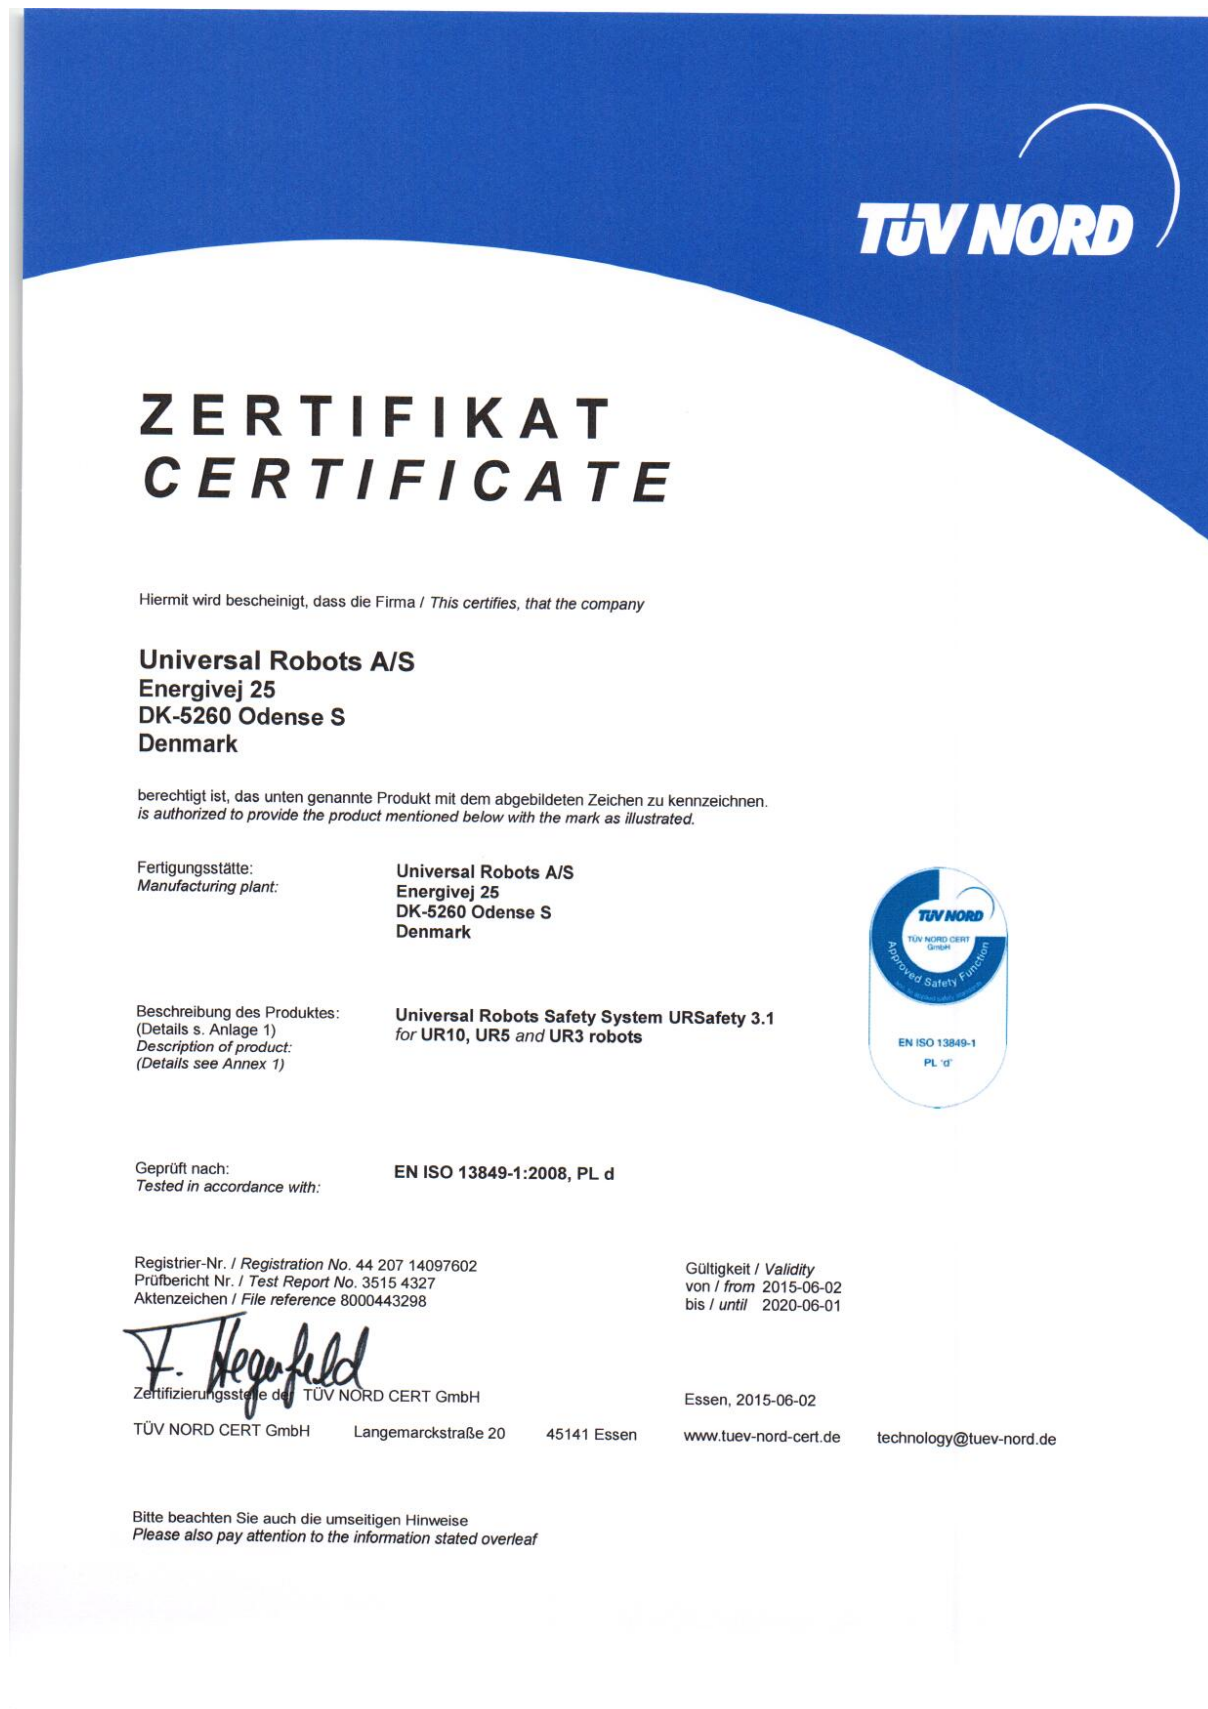 TÜV NORD
ZERTIFIKAT
CERTIFICATE
Hiermit wird bescheinigt, dass die Firma / This certifies, that the company
Universal Robots A/S
Energivej 25
DK-5260 Odense S
Denmark
berechtigt ist, das unten genannte Produkt mit dem abgebildeten Zeichen zu kennzeichnen.
is authorized to provide the product mentioned below with the mark as illustrated.
Fertigungsstätte:
Manufacturing plant:
Universal Robots A/S
Energivej 25
DK-5260 Odense S
Denmark
TÜV NORD
TÜV NORD CERT
GmbH
Approved Safety Function
EN ISO 13849-1
PL "d"
Beschreibung des Produktes:
(Details s. Anlage 1)
Description of product:
(Details see Annex 1)
Universal Robots Safety System URSafety 3.1
for UR10, UR5 and UR3 robots
Geprüft nach:
Tested in accordance with:
EN ISO 13849-1:2008, PL d
Registrier-Nr. / Registration No. 44 207 14097602
Prüfbericht Nr. / Test Report No. 3515 4327
Aktenzeichen / File reference 8000443298
Gültigkeit / Validity
von / from 2015-06-02
bis / until 2020-06-01
F. Hegenfeld
Zertifizierungsstelle der TÜV NORD CERT GmbH
Essen, 2015-06-02
TÜV NORD CERT GmbH Langemarckstraße 20 45141 Essen www.tuev-nord-cert.de technology@tuev-nord.de
Bitte beachten Sie auch die umseitigen Hinweise
Please also pay attention to the information stated overleaf